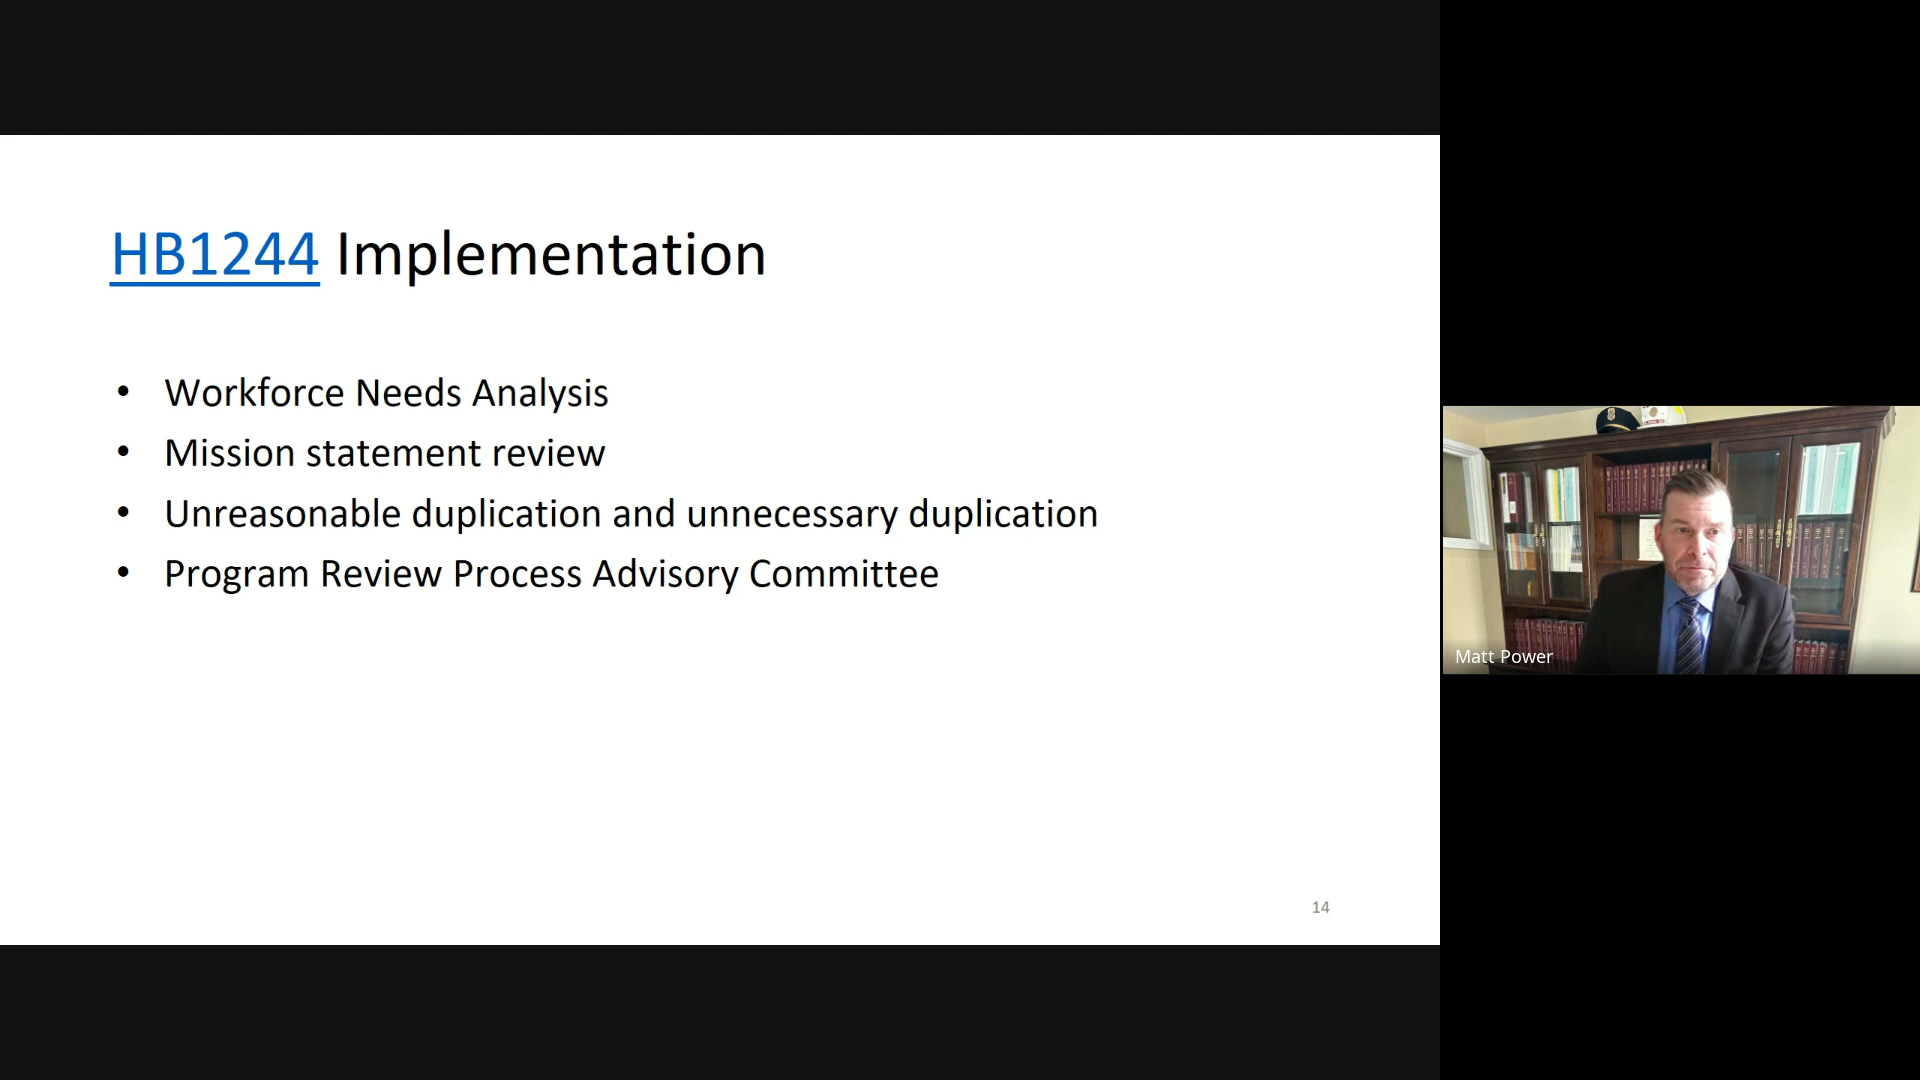 HB1244 Implementation
• Workforce Needs Analysis
• Mission statement review
• Unreasonable duplication and unnecessary duplication
• Program Review Process Advisory Committee
14
Matt Power